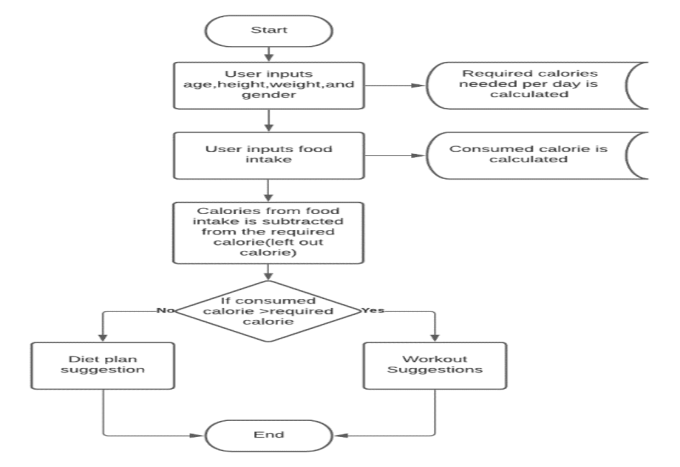 Start
User inputs
age,height,weight,and
gender
Required calories
needed per day is
calculated
User inputs food
intake
Consumed calorie is
calculated
Calories from food
intake is subtracted
from the required
calorie(left out
calorie)
If consumed
calorie >required
calorie
No
Yes
Diet plan
suggestion
Workout
Suggestions
End